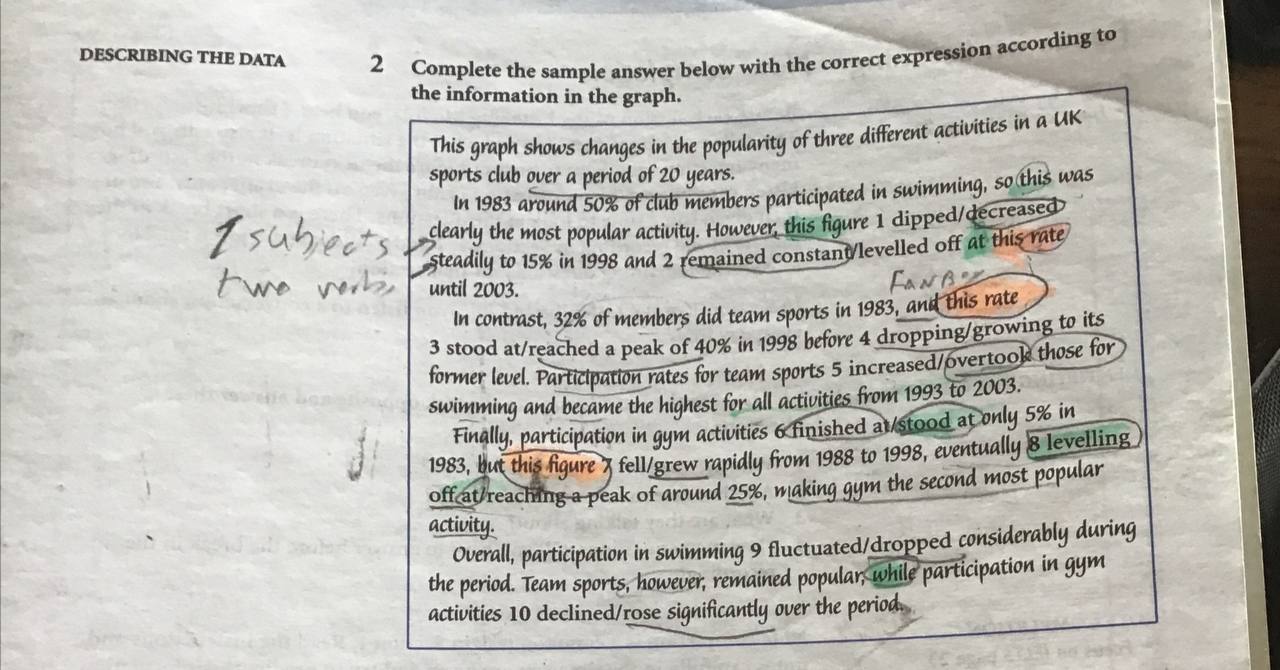 DESCRIBING THE DATA
2 Complete the sample answer below with the correct expression according to
the information in the graph.
This graph shows changes in the popularity of three different activities in a UK
sports club over a period of 20 years.
In 1983 around 50% of club members participated in swimming, so this was
clearly the most popular activity. However, this figure 1 dipped/decreased
steadily to 15% in 1998 and 2 remained constant/levelled off at this rate
until 2003.
1 subjects
two verbs
FANBOY
In contrast, 32% of members did team sports in 1983, and this rate
3 stood at/reached a peak of 40% in 1998 before 4 dropping/growing to its
former level. Participation rates for team sports 5 increased/overtook those for
swimming and became the highest for all activities from 1993 to 2003.
Finally, participation in gym activities 6 finished at/stood at only 5% in
1983, but this figure 7 fell/grew rapidly from 1988 to 1998, eventually 8 levelling
off at/reaching a peak of around 25%, making gym the second most popular
activity.
Overall, participation in swimming 9 fluctuated/dropped considerably during
the period. Team sports, however, remained popular, while participation in gym
activities 10 declined/rose significantly over the period.